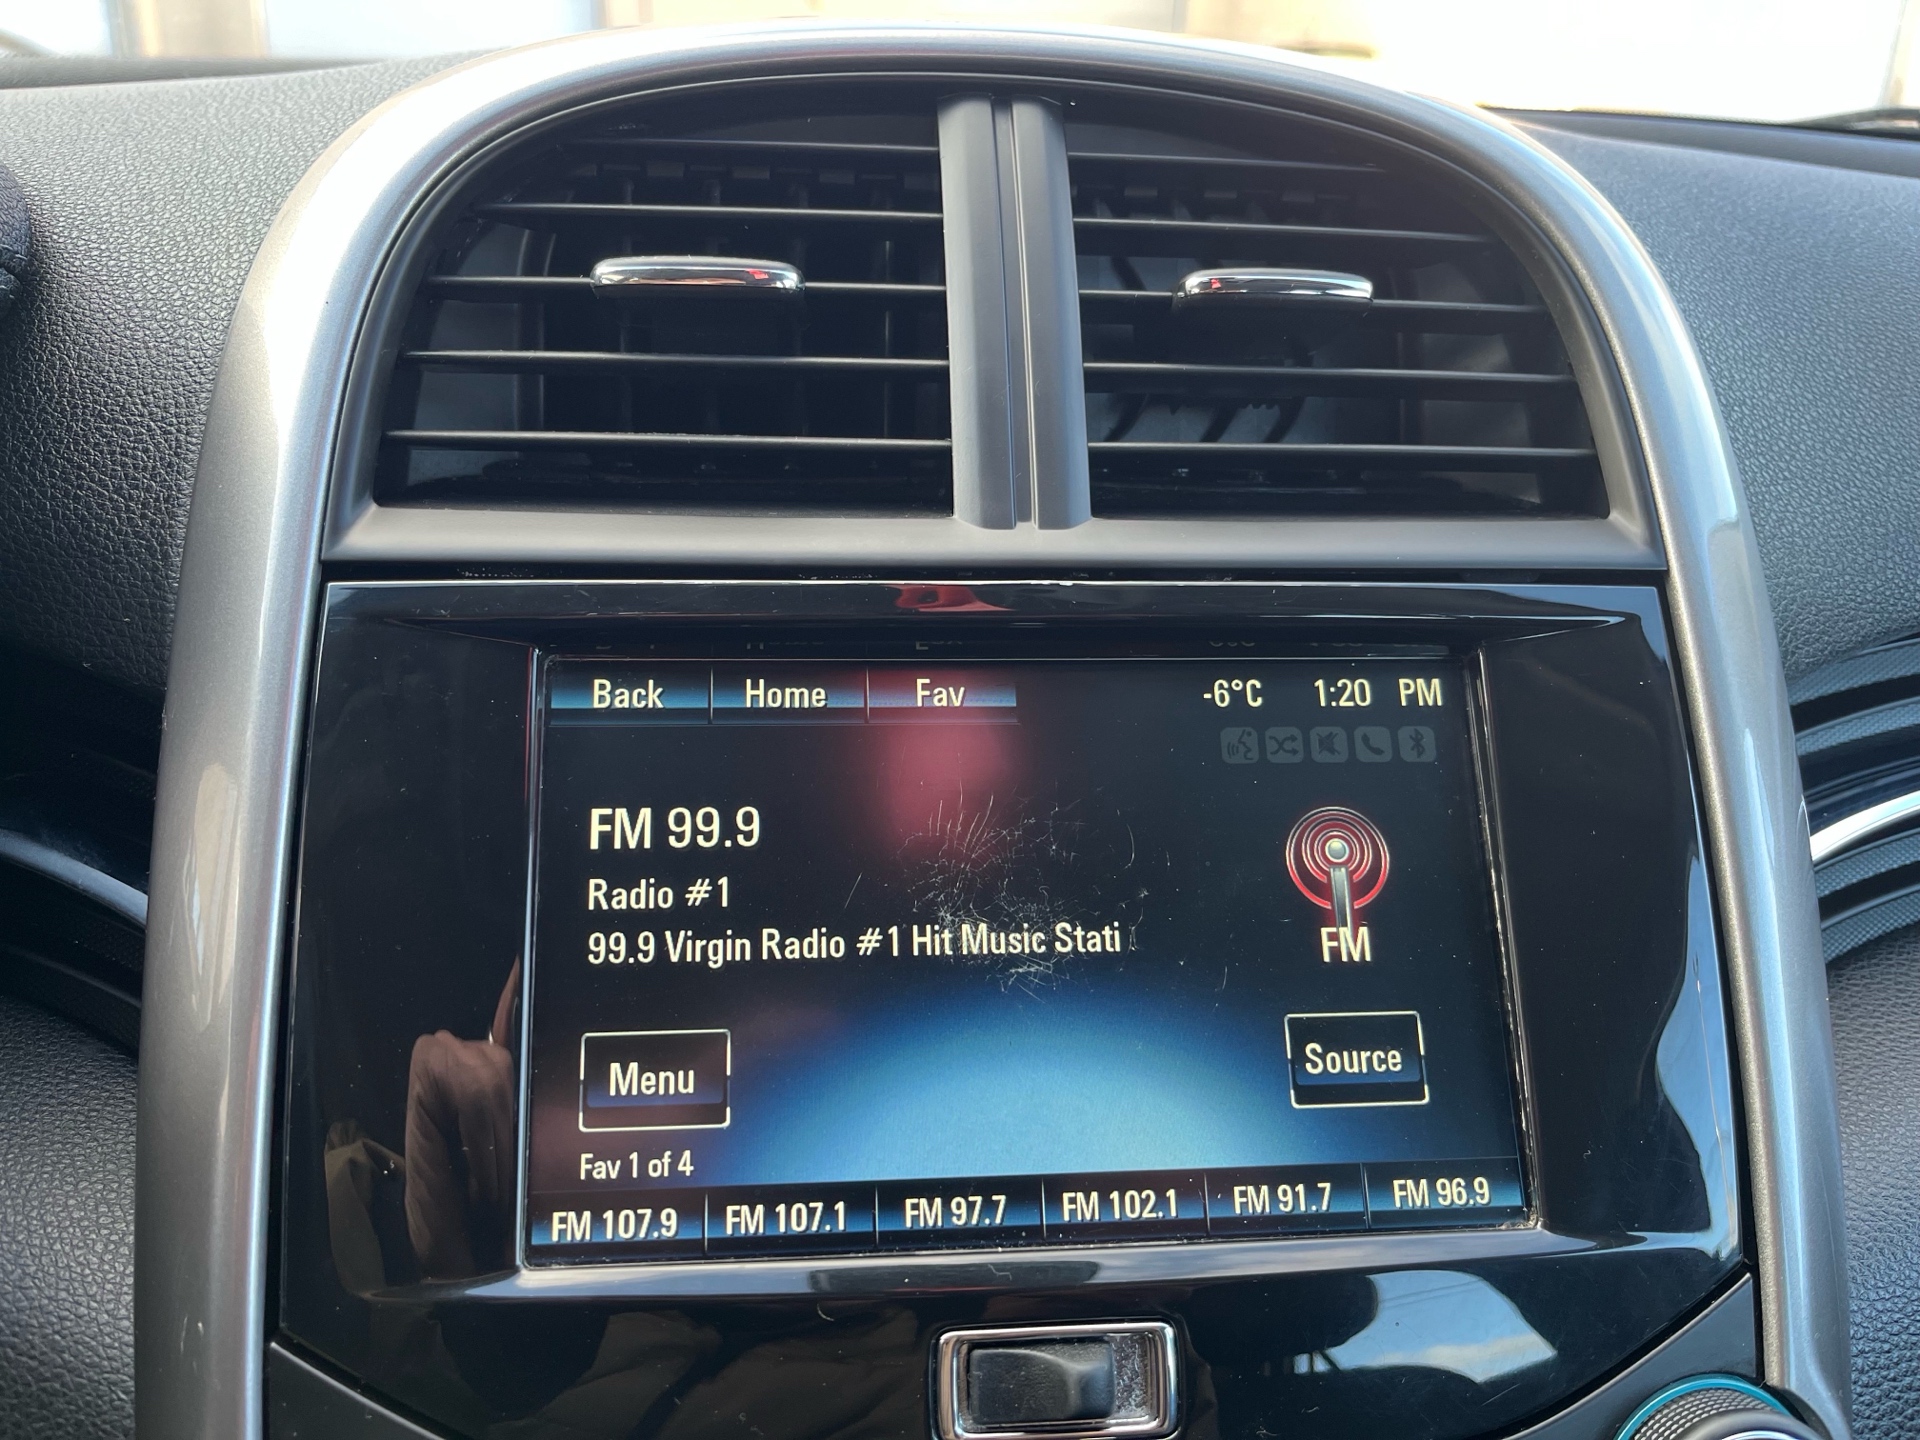 Back Home Fav -6°C 1:20 PM
FM 99.9
Radio #1
99.9 Virgin Radio #1 Hit Music Stati
FM
Menu
Source
Fav 1 of 4
FM 107.9 FM 107.1 FM 97.7 FM 102.1 FM 91.7 FM 96.9